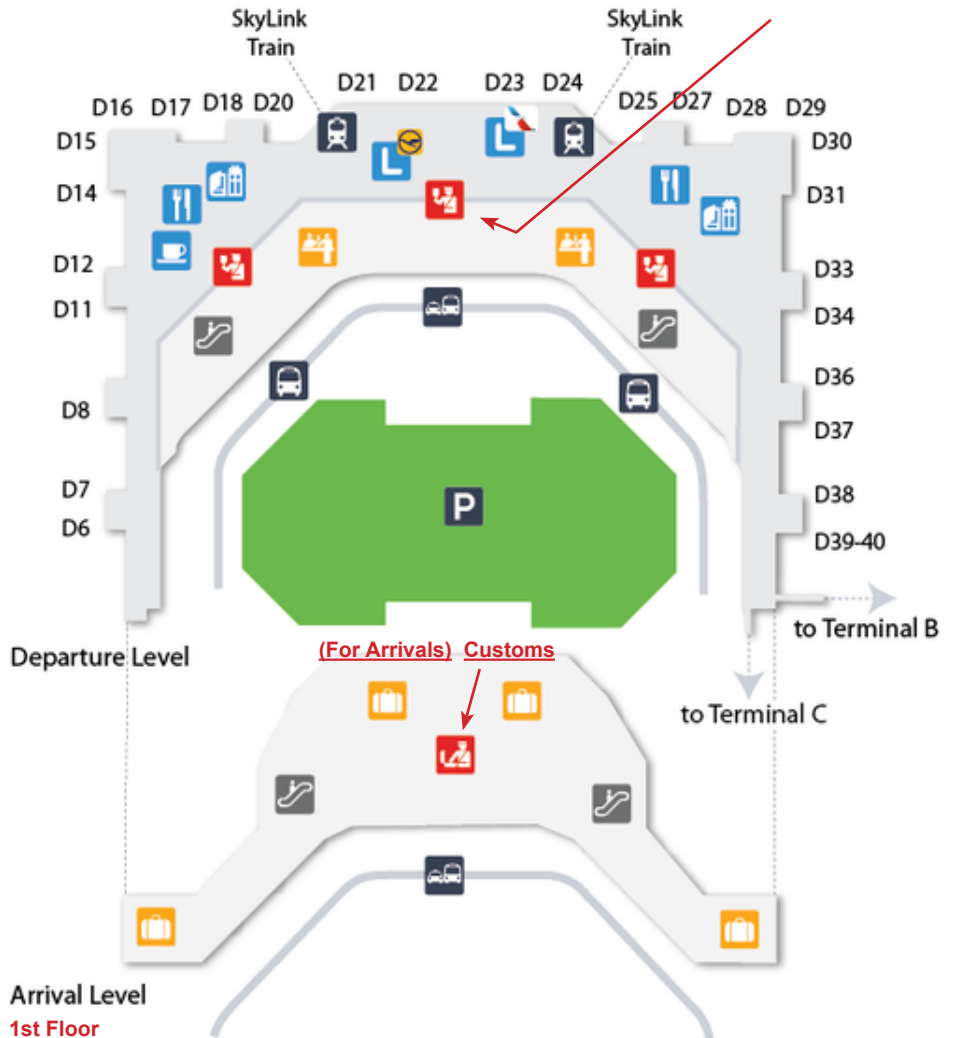 SkyLink
Train
SkyLink
Train
D21
D22
D23
D24
D16
D17
D18
D20
D25
D27
D28
D29
D15
D30
L
L
D14
D31
D12
D33
D11
D34
D36
D8
D37
D7
D38
P
D6
D39-40
to Terminal B
Departure Level
(For Arrivals) Customs
to Terminal C
Arrival Level
1st Floor